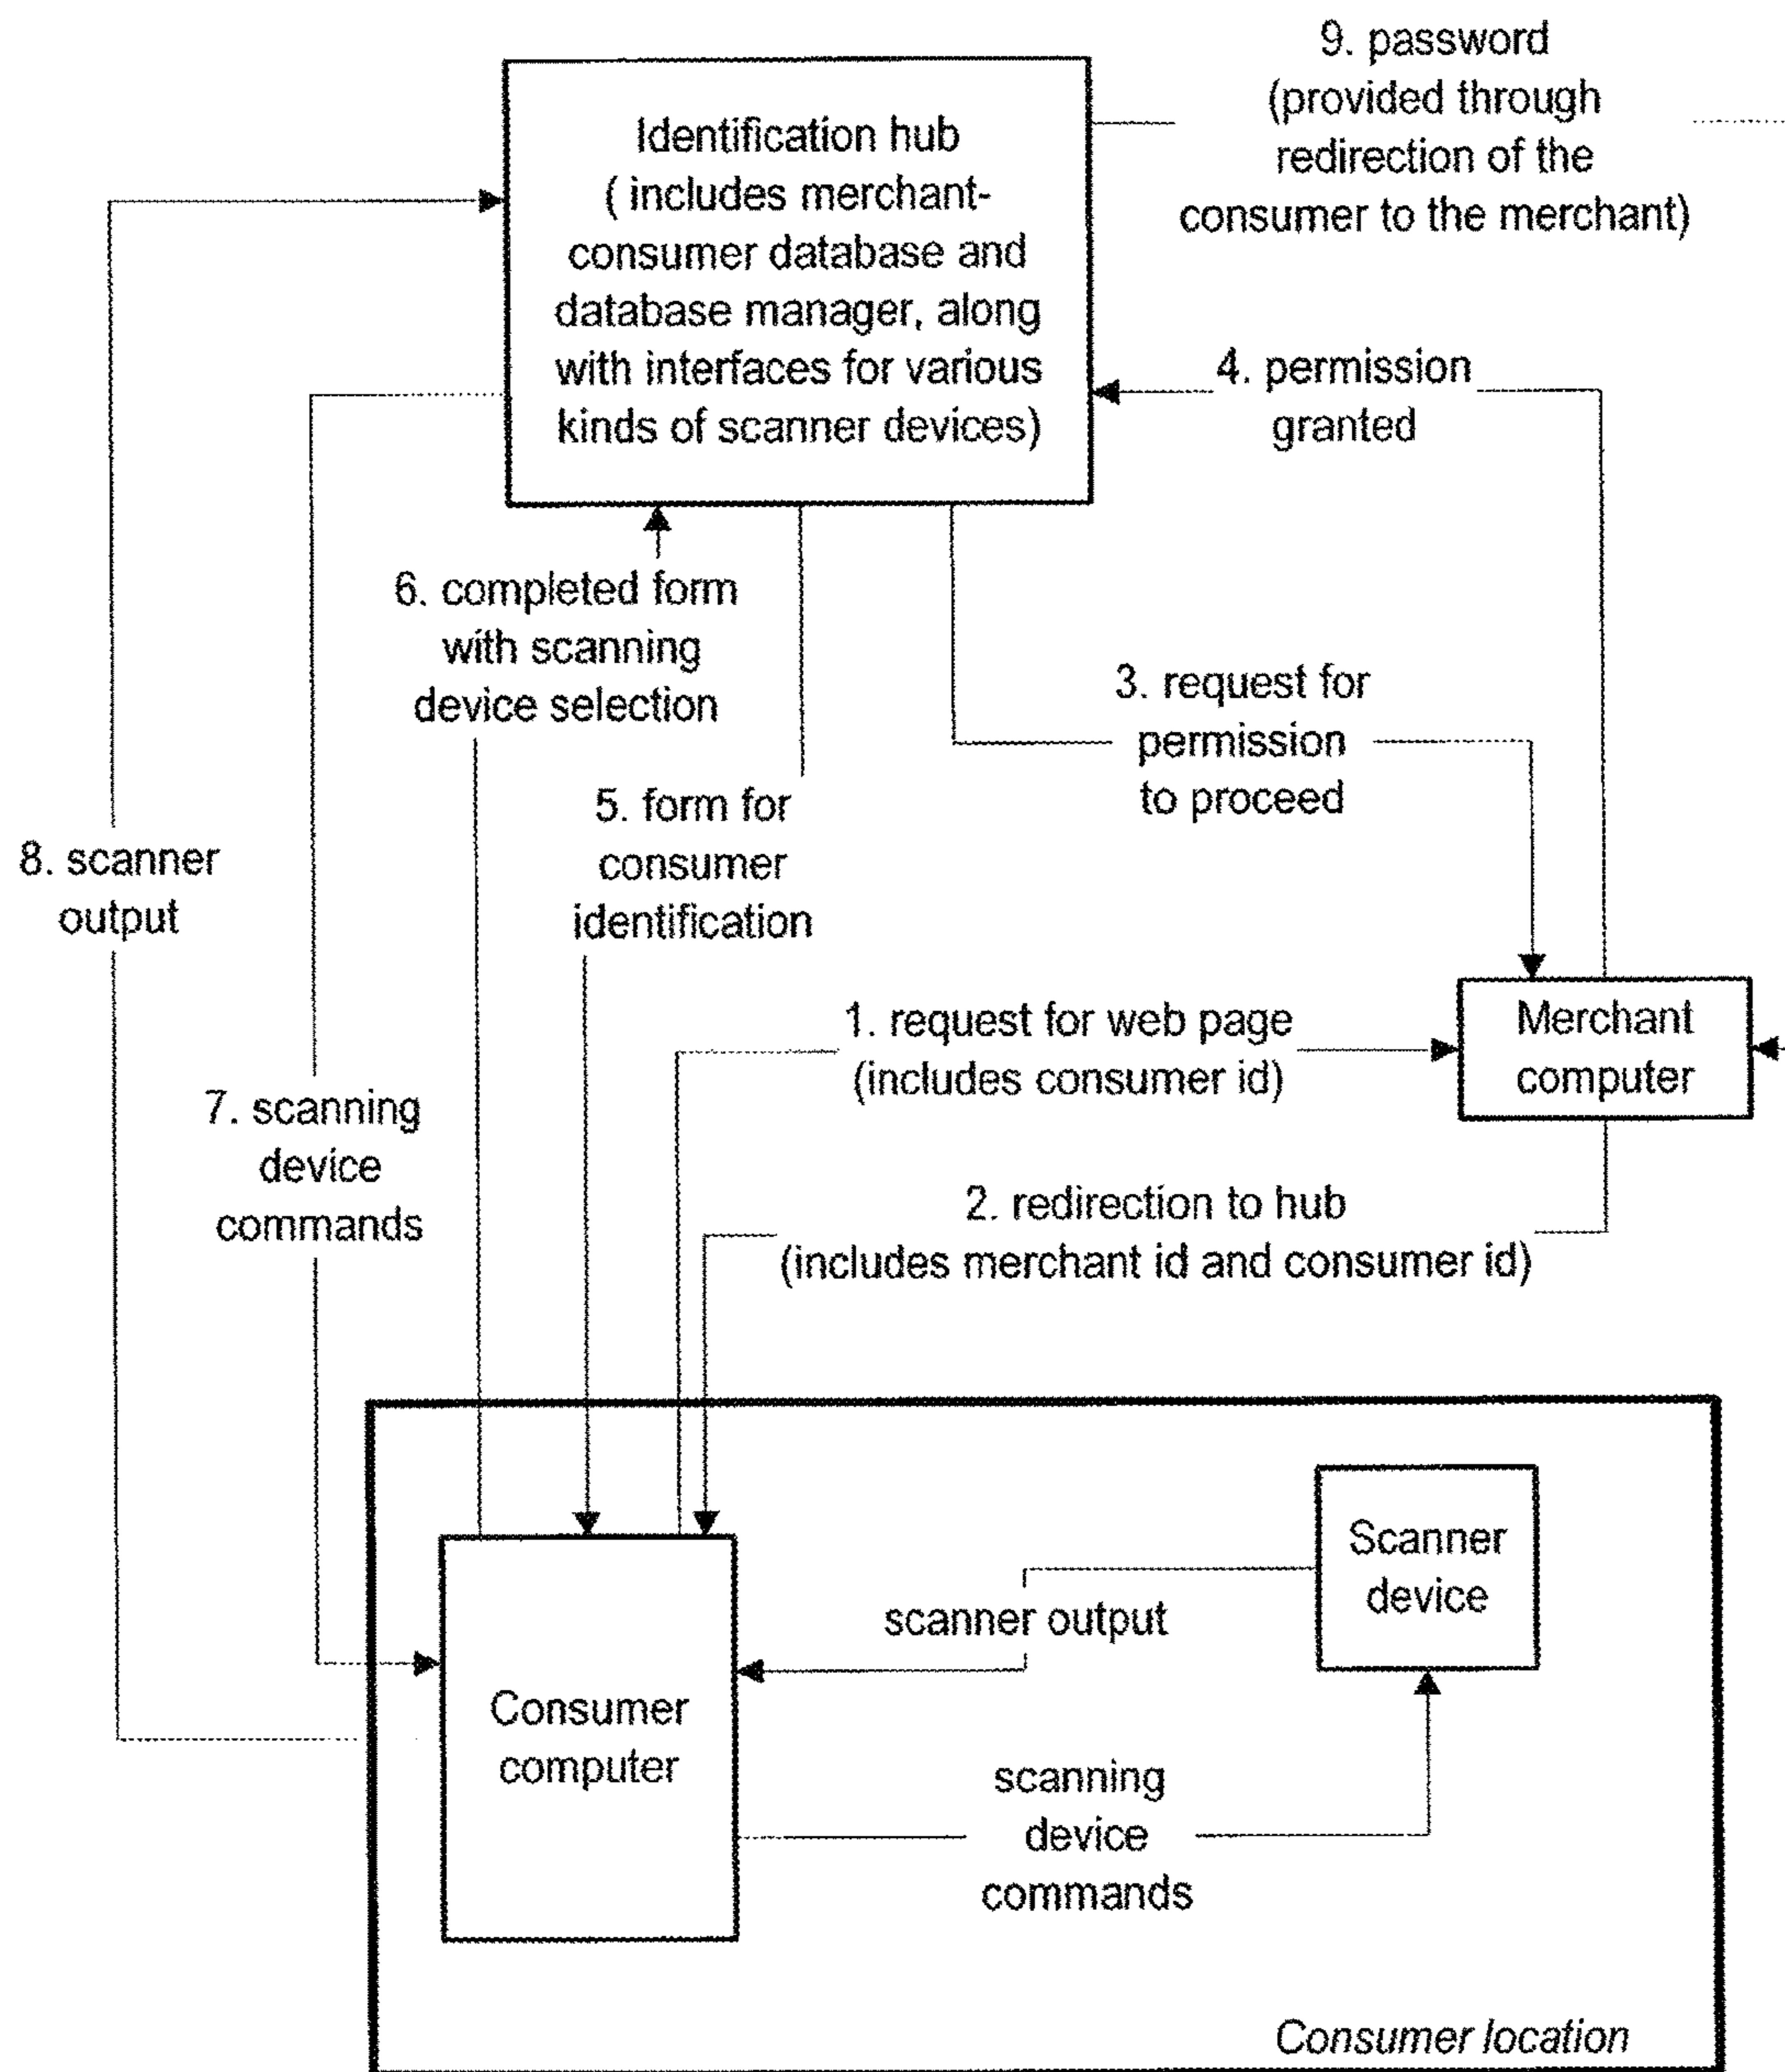 9. password
(provided through
redirection of the
consumer to the merchant)
Identification hub
( includes merchant-
consumer database and
database manager, along
with interfaces for various
kinds of scanner devices)
4. permission
granted
6. completed form
with scanning
device selection
3. request for
permission
to proceed
5. form for
consumer
identification
8. scanner
output
1. request for web page
(includes consumer id)
Merchant
computer
7. scanning
device
commands
2. redirection to hub
(includes merchant id and consumer id)
Scanner
device
scanner output
Consumer
computer
scanning
device
commands
Consumer location